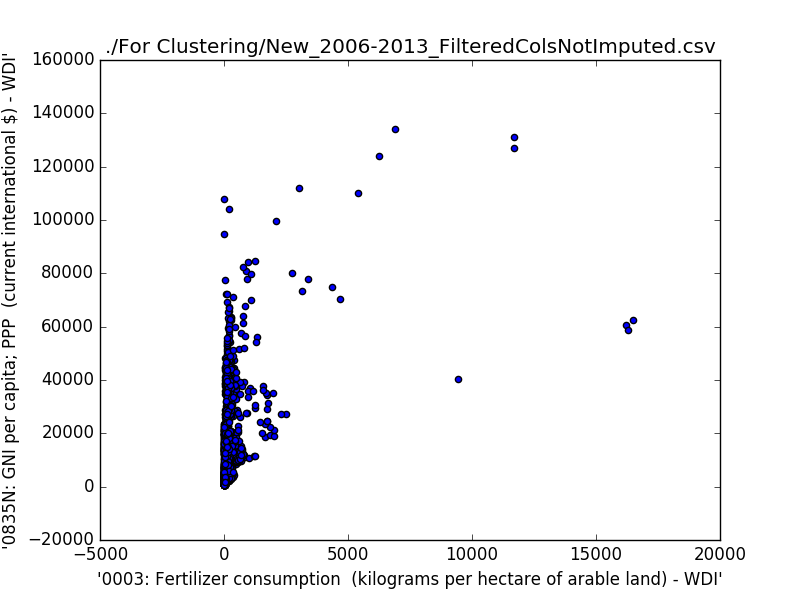 ./For Clustering/New_2006-2013_FilteredColsNotImputed.csv
'0835N: GNI per capita; PPP  (current international $) - WDI'
160000
140000
120000
100000
80000
60000
40000
20000
0
−20000
−5000 0 5000 10000 15000 20000
'0003: Fertilizer consumption  (kilograms per hectare of arable land) - WDI'